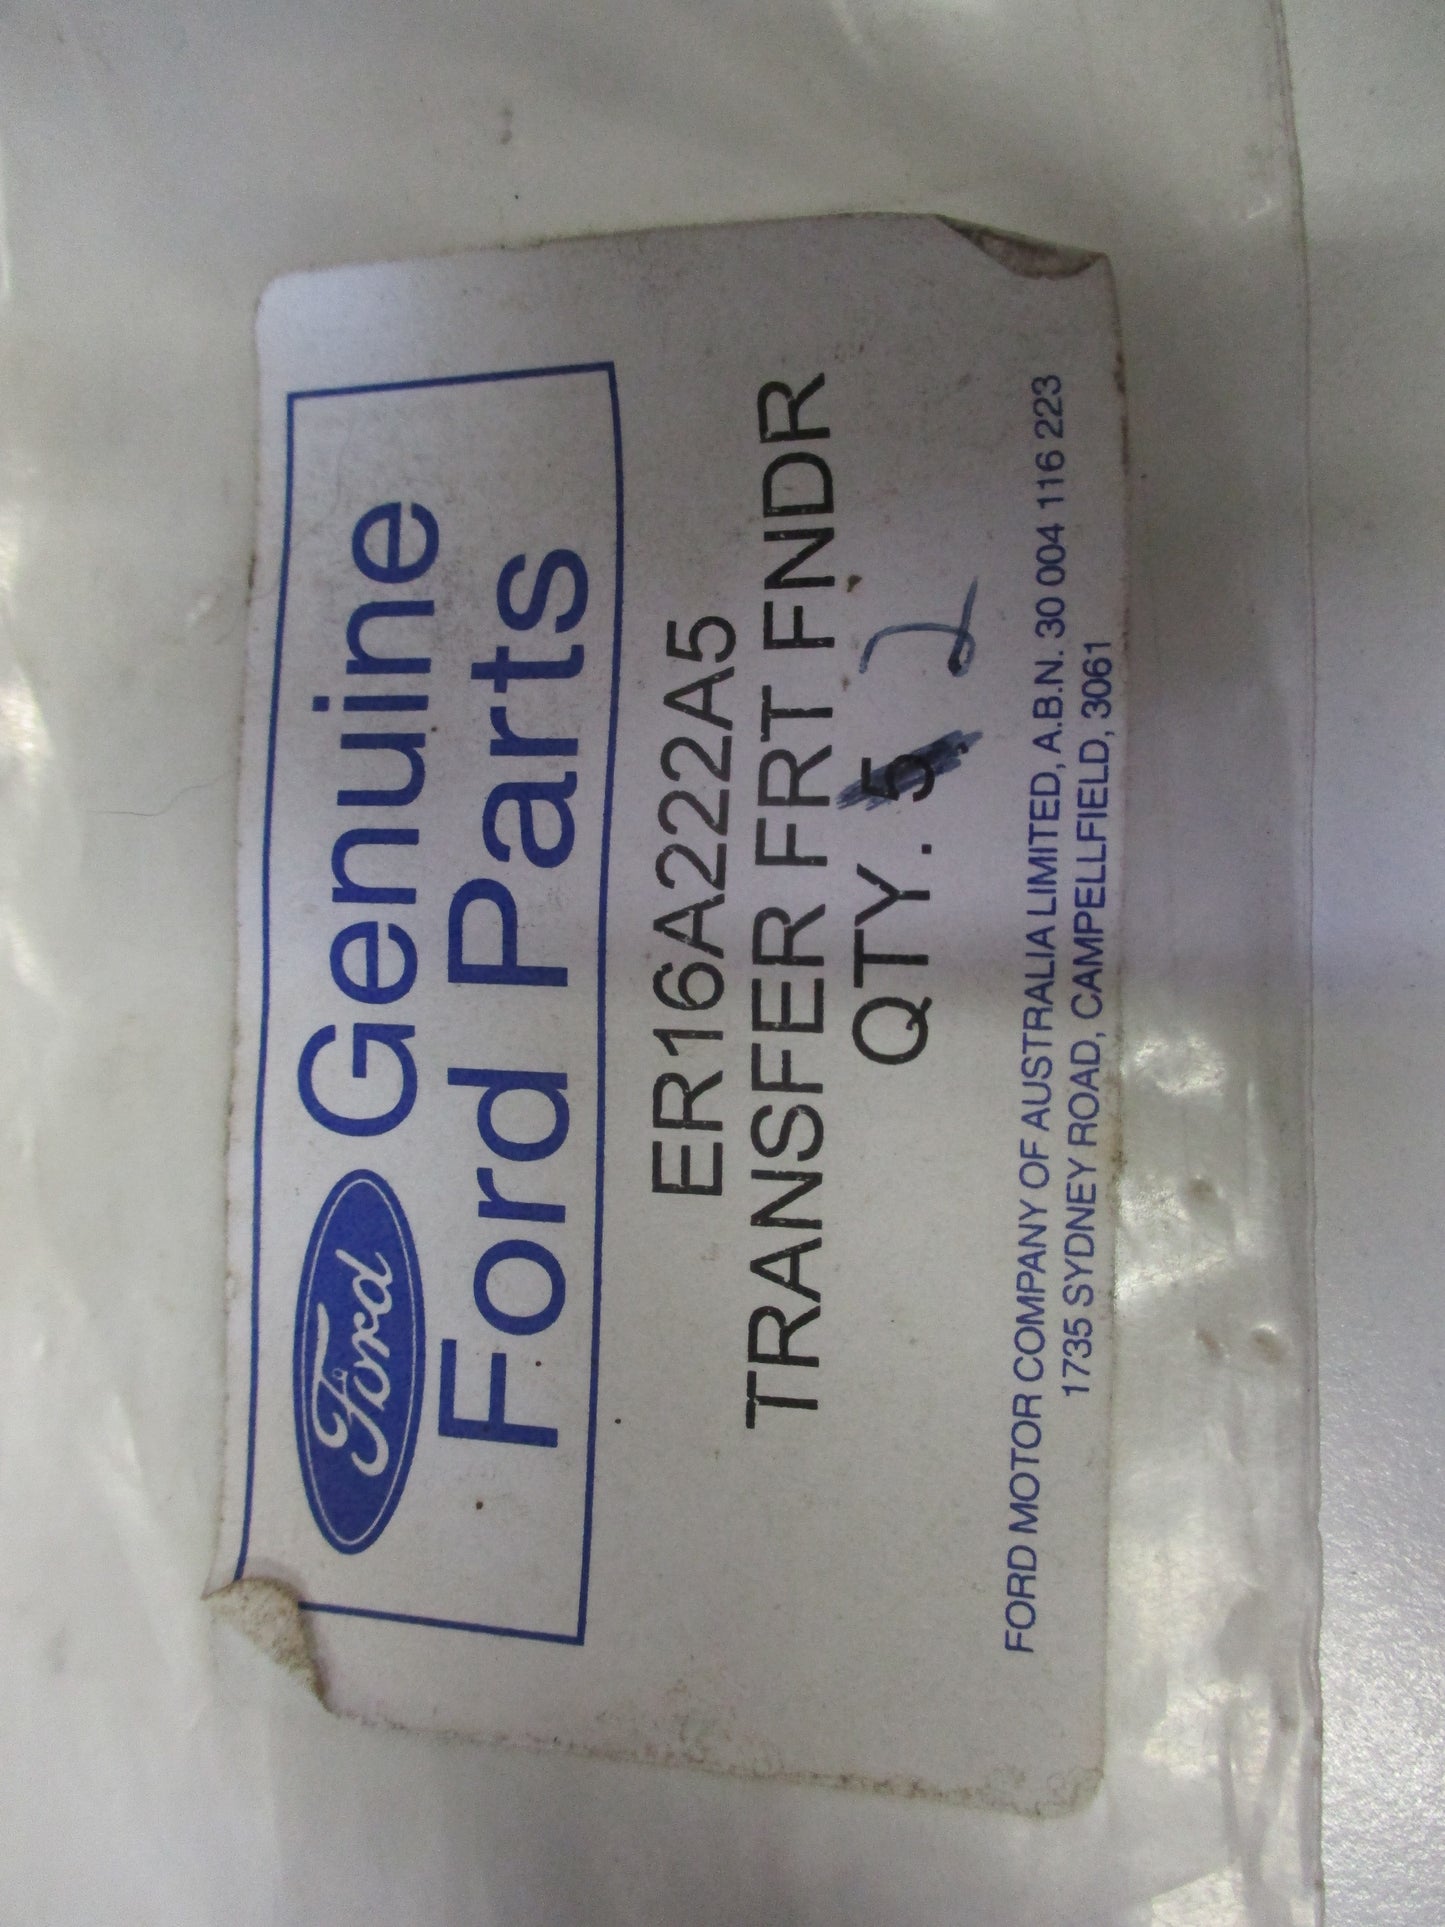 Ford Genuine
Ford Parts
ER16A222A5
TRANSFER FRT FNDR
QTY. 5 2
FORD MOTOR COMPANY OF AUSTRALIA LIMITED, A.B.N. 30 004 116 223
1735 SYDNEY ROAD, CAMPELLFIELD, 3061